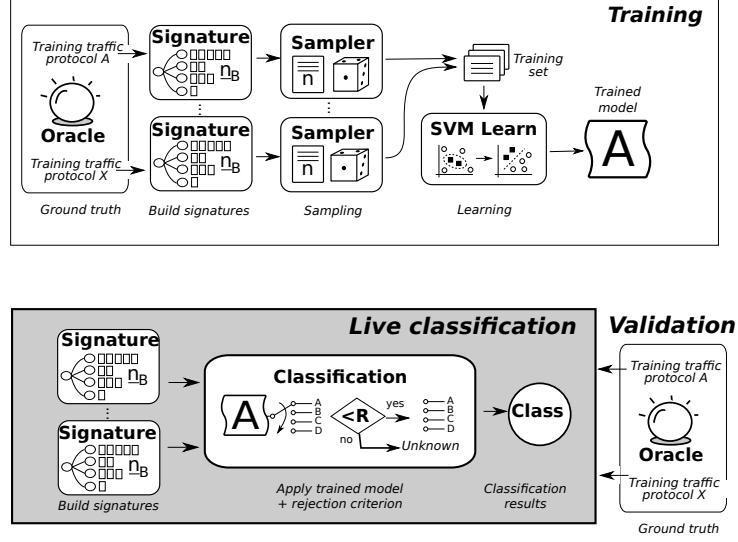 Training
Training traffic
protocol A
Oracle
Training traffic
protocol X
Ground truth
Signature
n_B
Signature
n_B
Build signatures
Sampler
n
Sampler
n
Sampling
Training
set
SVM Learn
Learning
Trained
model
A
Live classification
Signature
n_B
Signature
n_B
Build signatures
Classification
A
A
B
C
D
<R
yes
no
A
B
C
D
Unknown
Apply trained model
+ rejection criterion
Class
Classification
results
Validation
Training traffic
protocol A
Oracle
Training traffic
protocol X
Ground truth